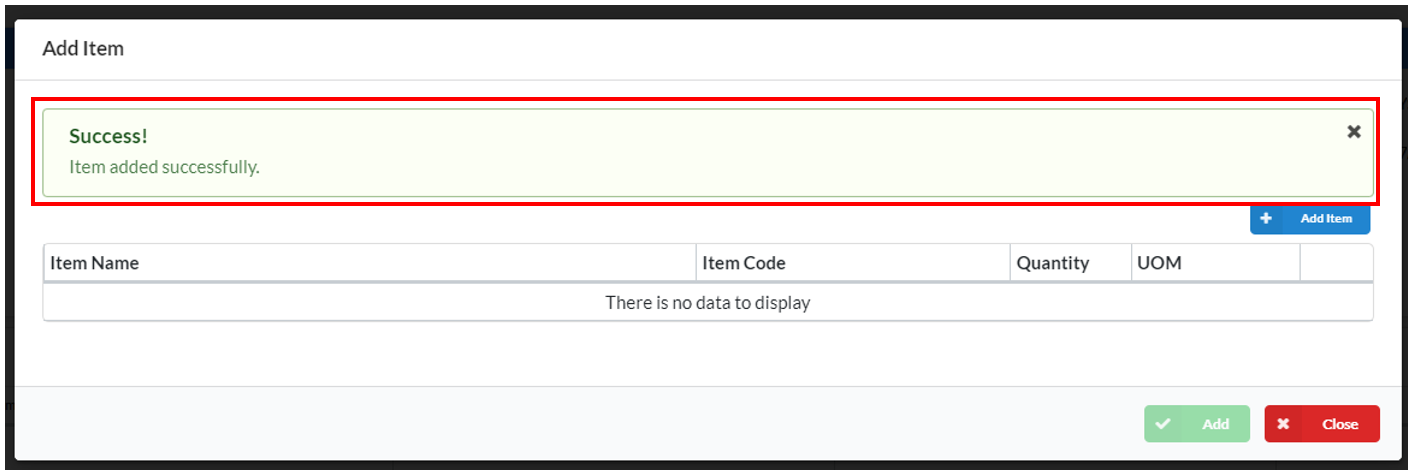 Add Item
Success!
Item added successfully.
Add Item
Item Name Item Code Quantity UOM
There is no data to display
Add Close